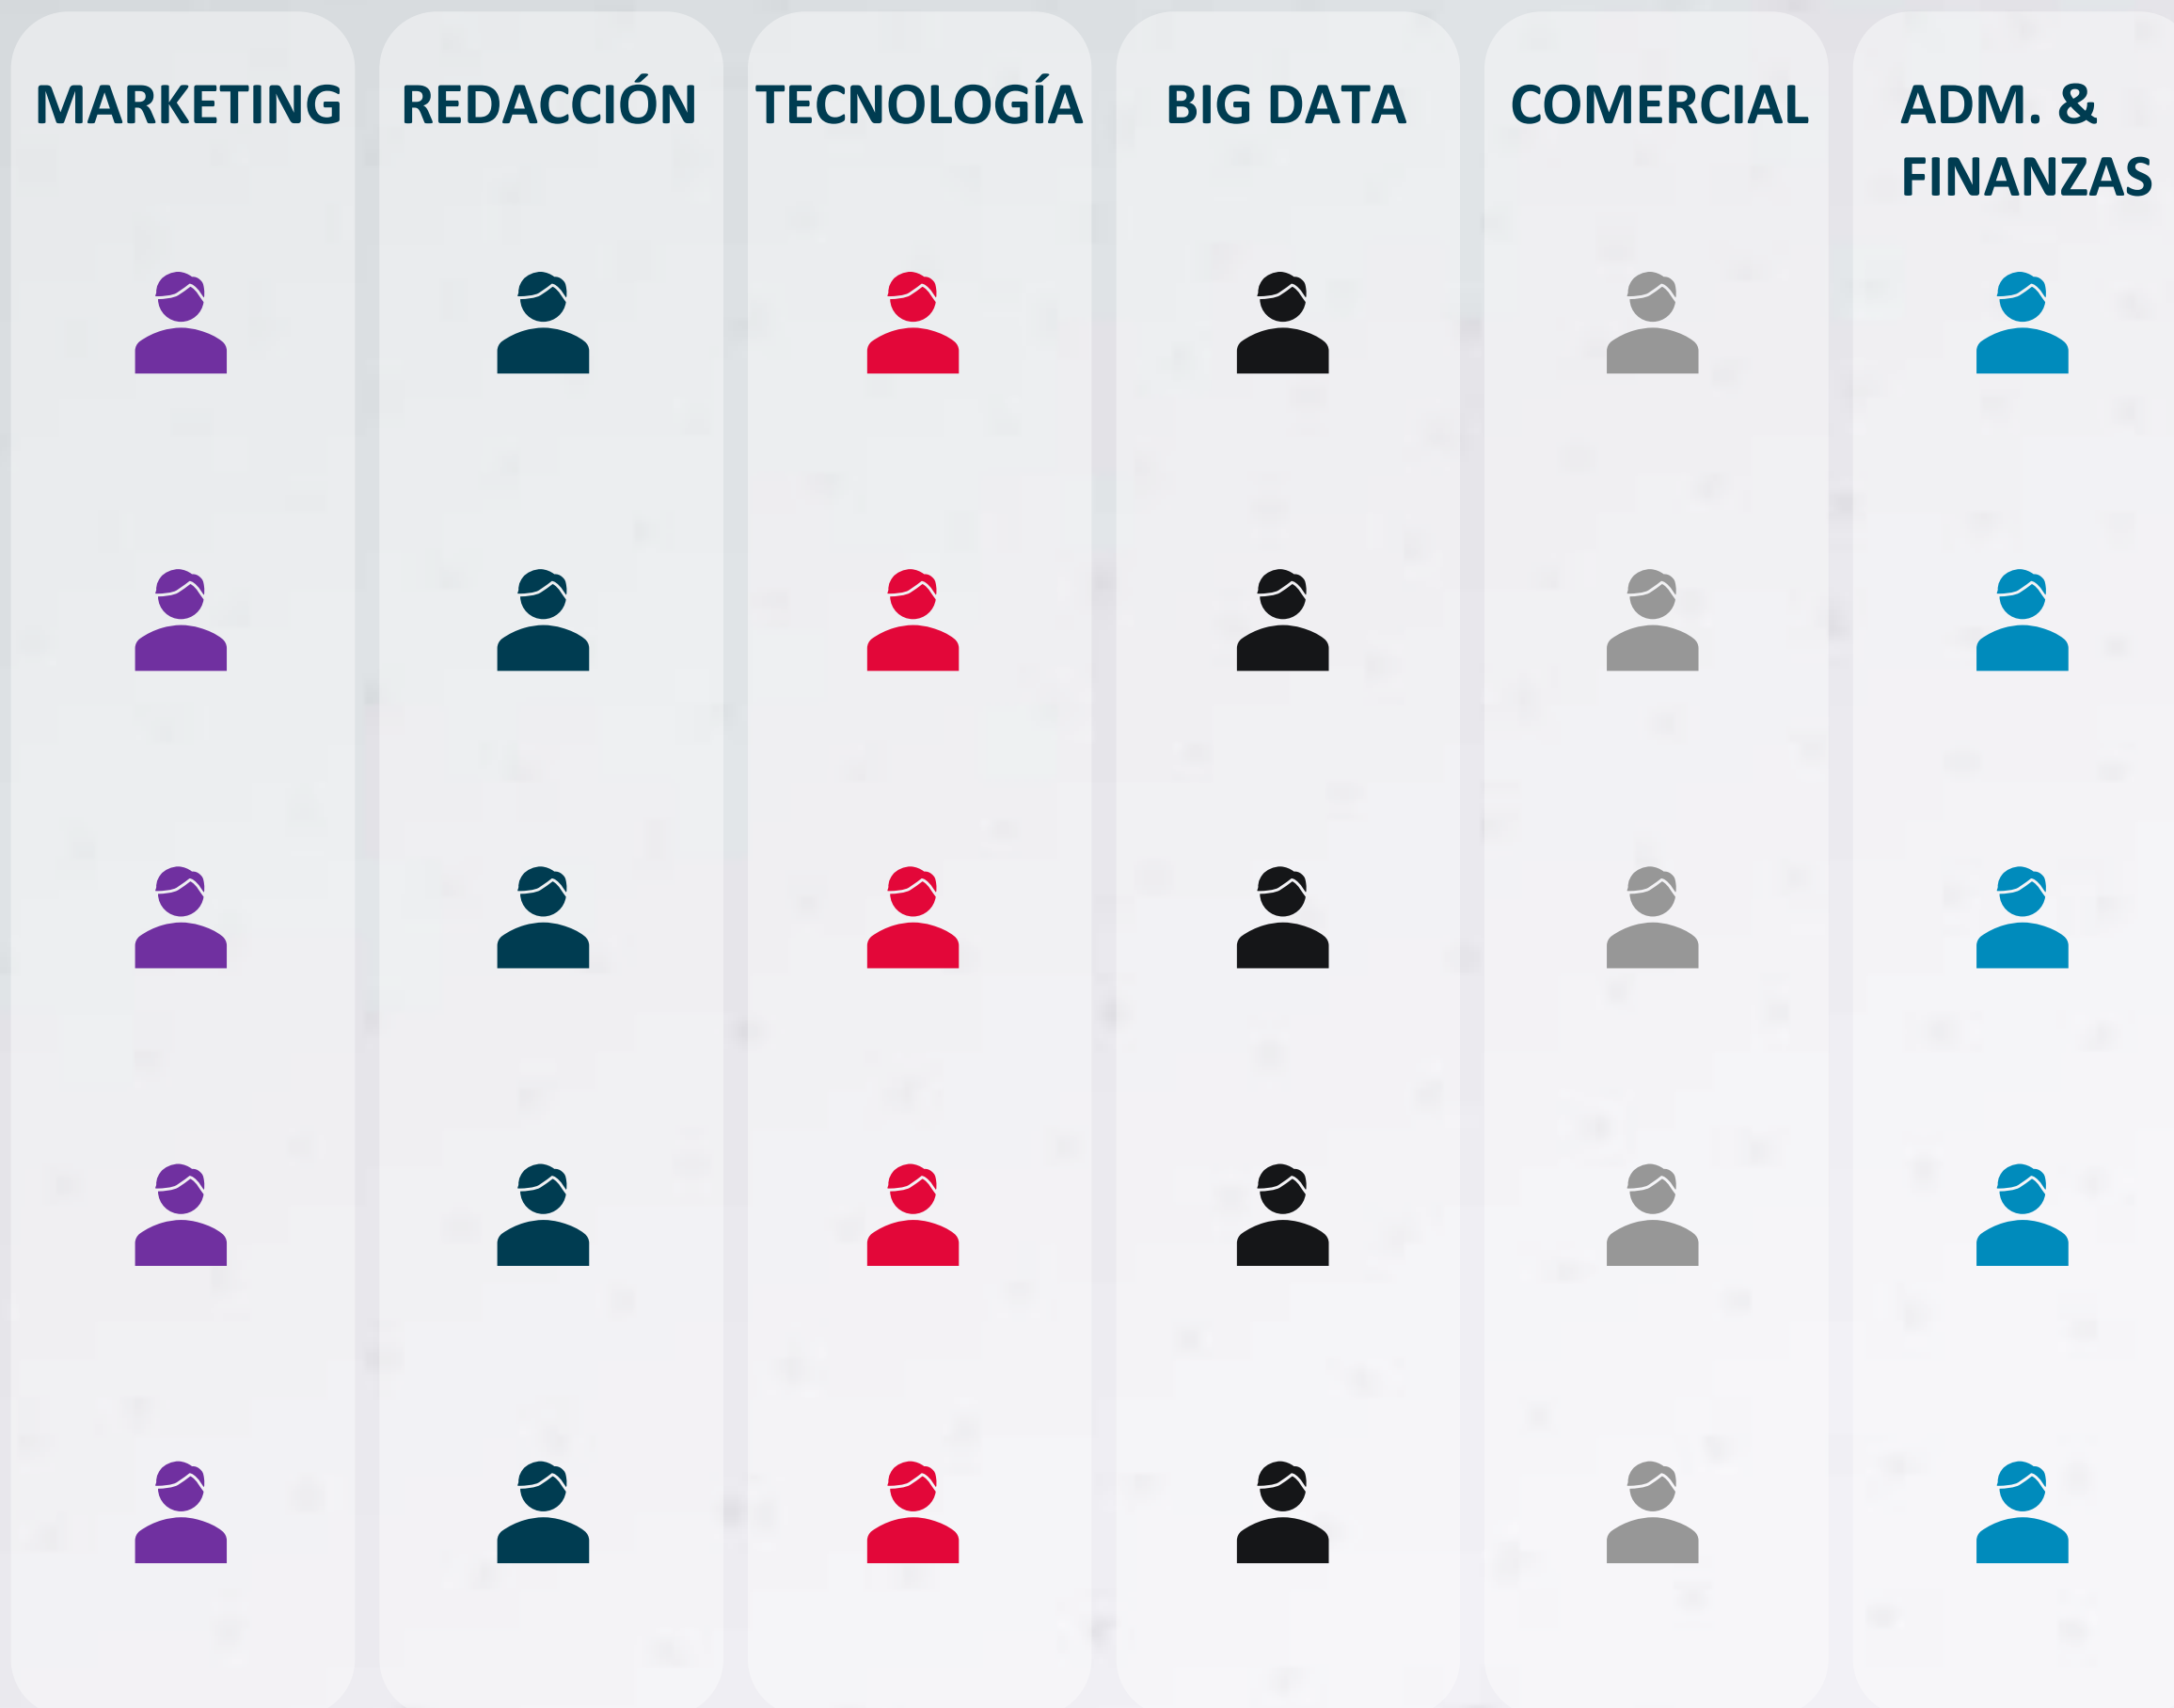 MARKETING
REDACCIÓN
TECNOLOGÍA
BIG DATA
COMERCIAL
ADM. &
FINANZAS